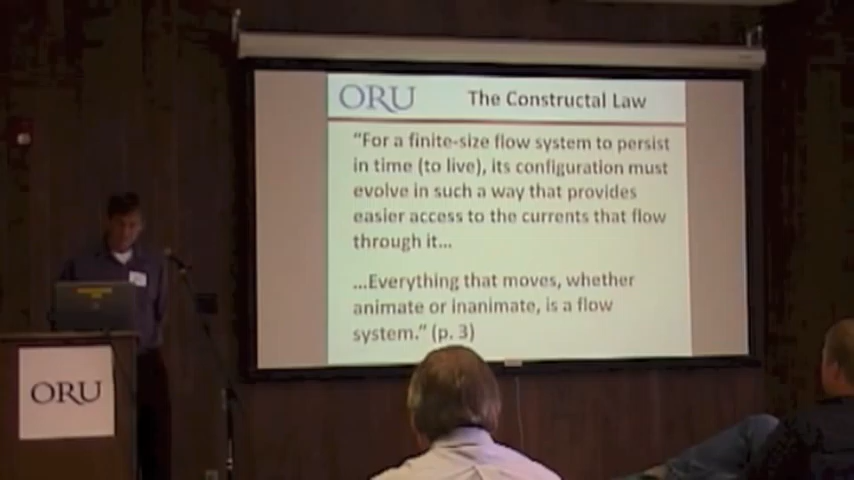 ORU The Constructal Law
"For a finite-size flow system to persist
in time (to live), its configuration must
evolve in such a way that provides
easier access to the currents that flow
through it...
...Everything that moves, whether
animate or inanimate, is a flow
system." (p. 3)
ORU